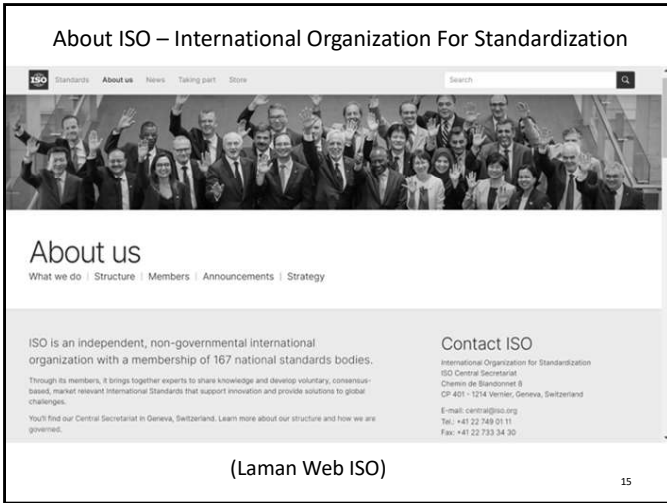 About ISO – International Organization For Standardization
ISO Standards About us News Taking part Store Search
About us
What we do | Structure | Members | Announcements | Strategy
ISO is an independent, non-governmental international
organization with a membership of 167 national standards bodies.
Through its members, it brings together experts to share knowledge and develop voluntary, consensus-
based, market relevant International Standards that support innovation and provide solutions to global
challenges.
You'll find our Central Secretariat in Geneva, Switzerland. Learn more about our structure and how we are
governed.
Contact ISO
International Organization for Standardization
ISO Central Secretariat
Chemin de Blandonnet 8
CP 401 - 1214 Vernier, Geneva, Switzerland
E-mail: central@iso.org
Tel.: +41 22 749 01 11
Fax: +41 22 733 34 30
(Laman Web ISO)
15